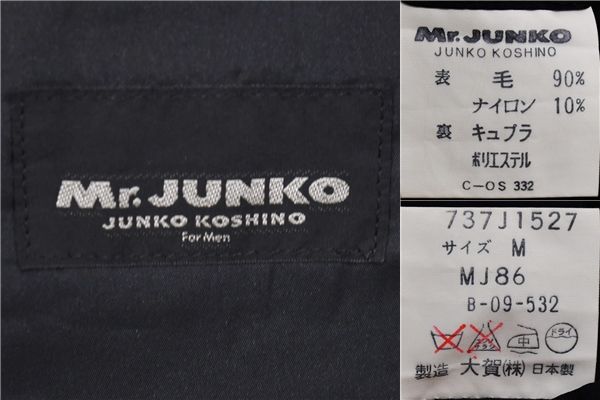 Mr.JUNKO
JUNKO KOSHINO
For Men
Mr.JUNKO
JUNKO KOSHINO
表 毛 90%
ナイロン 10%
裏 キュプラ
ポリエステル
C-OS 332
737J1527
サイズ M
MJ86
B-09-532
中 ドライ
製造 大賀(株) 日本製